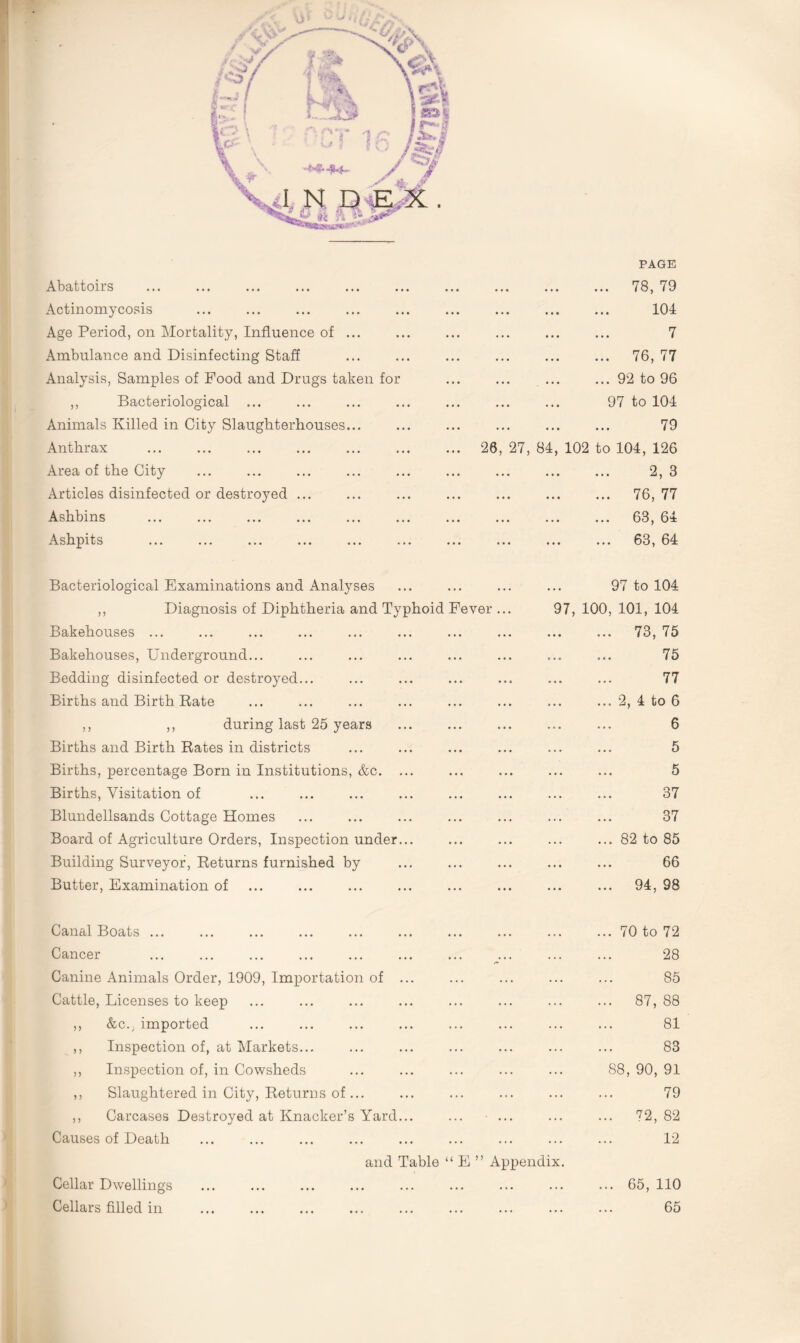 ROYAL COLLEGE OF SURGEONS OF ENGLAND
OCT 16
INDEX.
PAGE
Abattoirs ... ... ... ... ... ... ... ... ... ... 78, 79
Actinomycosis ... ... ... ... ... ... ... ... ... 104
Age Period, on Mortality, Influence of ... ... ... ... ... ... 7
Ambulance and Disinfecting Staff ... ... ... ... ... ... 76, 77
Analysis, Samples of Food and Drugs taken for ... ... ... ... 92 to 96
,, Bacteriological ... ... ... ... ... ... ... 97 to 104
Animals Killed in City Slaughterhouses... ... ... ... ... ... 79
Anthrax ... ... ... ... ... ... ... 26, 27, 84, 102 to 104, 126
Area of the City ... ... ... ... ... ... ... ... ... 2, 3
Articles disinfected or destroyed ... ... ... ... ... ... ... 76, 77
Ashbins ... ... ... ... ... ... ... ... ... ... 63, 64
Ashpits ... ... ... ... ... ... ... ... ... ... 63, 64
Bacteriological Examinations and Analyses ... ... ... ... 97 to 104
,, Diagnosis of Diphtheria and Typhoid Fever ... 97, 100, 101, 104
Bakehouses ... ... ... ... ... ... ... ... ... ... 73, 75
Bakehouses, Underground... ... ... ... ... ... ... ... 75
Bedding disinfected or destroyed... ... ... ... ... ... ... 77
Births and Birth Rate ... ... ... ... ... ... ... ... 2, 4 to 6
,, ,, during last 25 years ... ... ... ... ... 6
Births and Birth Rates in districts ... ... ... ... ... ... 5
Births, percentage Born in Institutions, &c. ... ... ... ... ... 5
Births, Visitation of ... ... ... ... ... ... ... ... 37
Blundellsands Cottage Homes ... ... ... ... ... ... ... 37
Board of Agriculture Orders, Inspection under... ... ... ... ... 82 to 85
Building Surveyor, Returns furnished by ... ... ... ... ... 66
Butter, Examination of ... ... ... ... ... ... ... ... 94, 98
Canal Boats ... ... ... ... ... ... ... ... ... ... 70 to 72
Cancer ... ... ... ... ... ... ... ... ... ... 28
Canine Animals Order, 1909, Importation of ... ... ... ... ... 85
Cattle, Licenses to keep ... ... ... ... ... ... ... ... 87, 88
,, &c., imported ... ... ... ... ... ... ... ... 81
,, Inspection of, at Markets... ... ... ... ... ... ... 83
,, Inspection of, in Cowsheds ... ... ... ... ... 88, 90, 91
,, Slaughtered in City, Returns of ... ... ... ... ... ... 79
,, Carcases Destroyed at Knacker's Yard... ... ... ... ... 72, 82
Causes of Death ... ... ... ... ... ... ... ... ... 12
and Table “ E ” Appendix.
Cellar Dwellings ... ... ... ... ... ... ... ... ... 65, 110
Cellars filled in ... ... ... ... ... ... ... ... ... 65